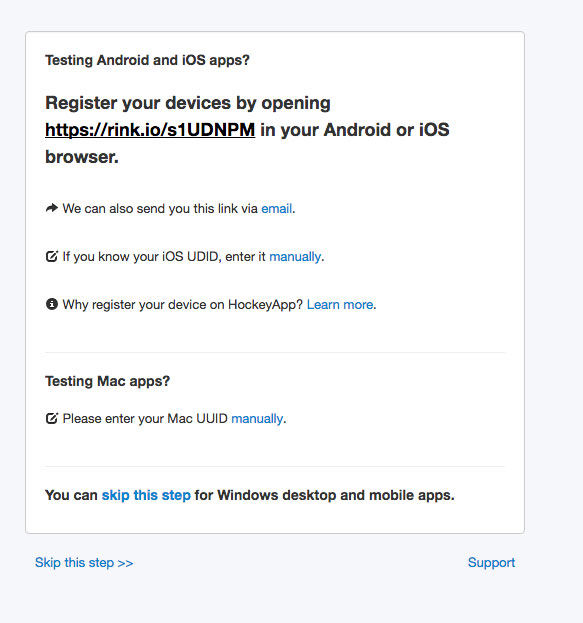 Testing Android and iOS apps?
Register your devices by opening
https://rink.io/s1UDNPM in your Android or iOS
browser.
We can also send you this link via email.
If you know your iOS UDID, enter it manually.
Why register your device on HockeyApp? Learn more.
Testing Mac apps?
Please enter your Mac UUID manually.
You can skip this step for Windows desktop and mobile apps.
Skip this step >>
Support